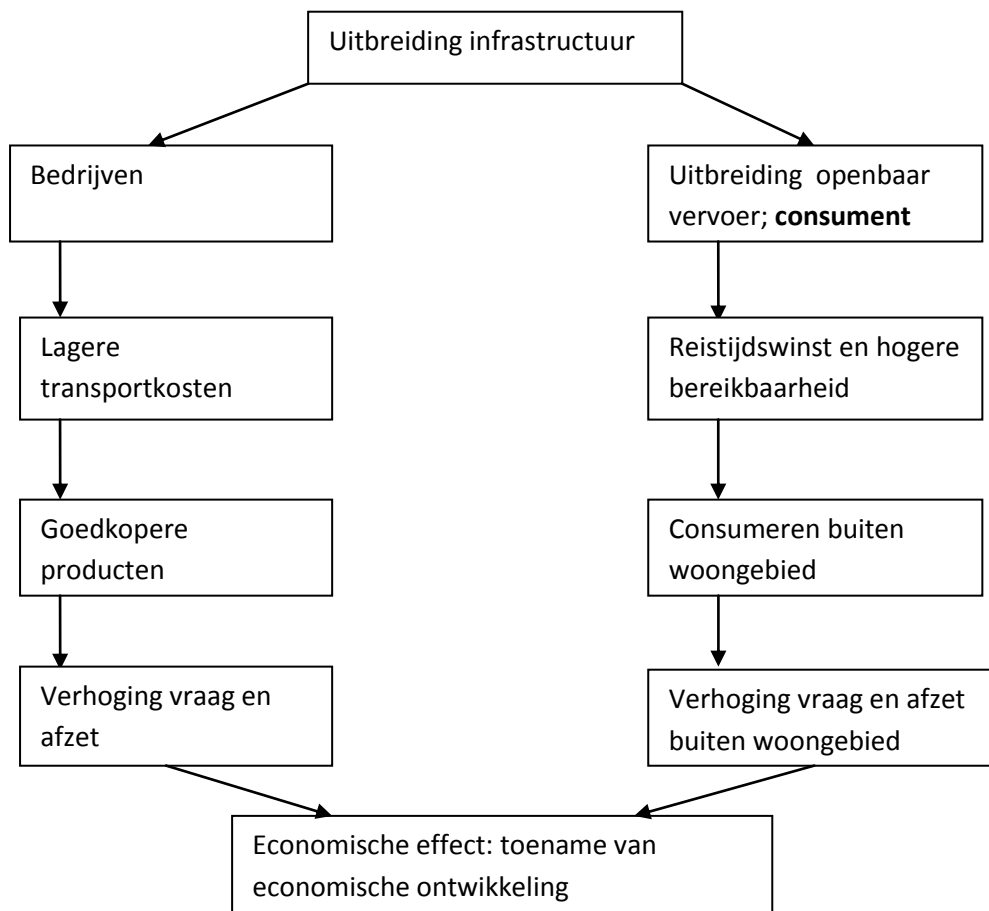 Uitbreiding infrastructuur
Bedrijven
Uitbreiding  openbaar
vervoer; consument
Lagere
transportkosten
Reistijdswinst en hogere
bereikbaarheid
Goedkopere
producten
Consumeren buiten
woongebied
Verhoging vraag en
afzet
Verhoging vraag en afzet
buiten woongebied
Economische effect: toename van
economische ontwikkeling